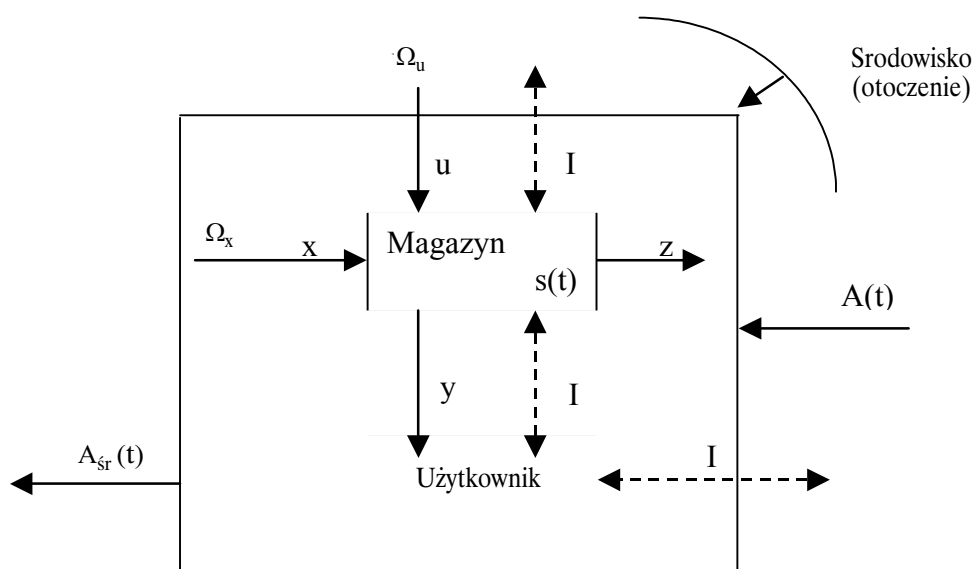 Ωu
Srodowisko
(otoczenie)
u
I
Ωx
x
Magazyn
s(t)
z
A(t)
y
I
Aśr (t)
Użytkownik
I